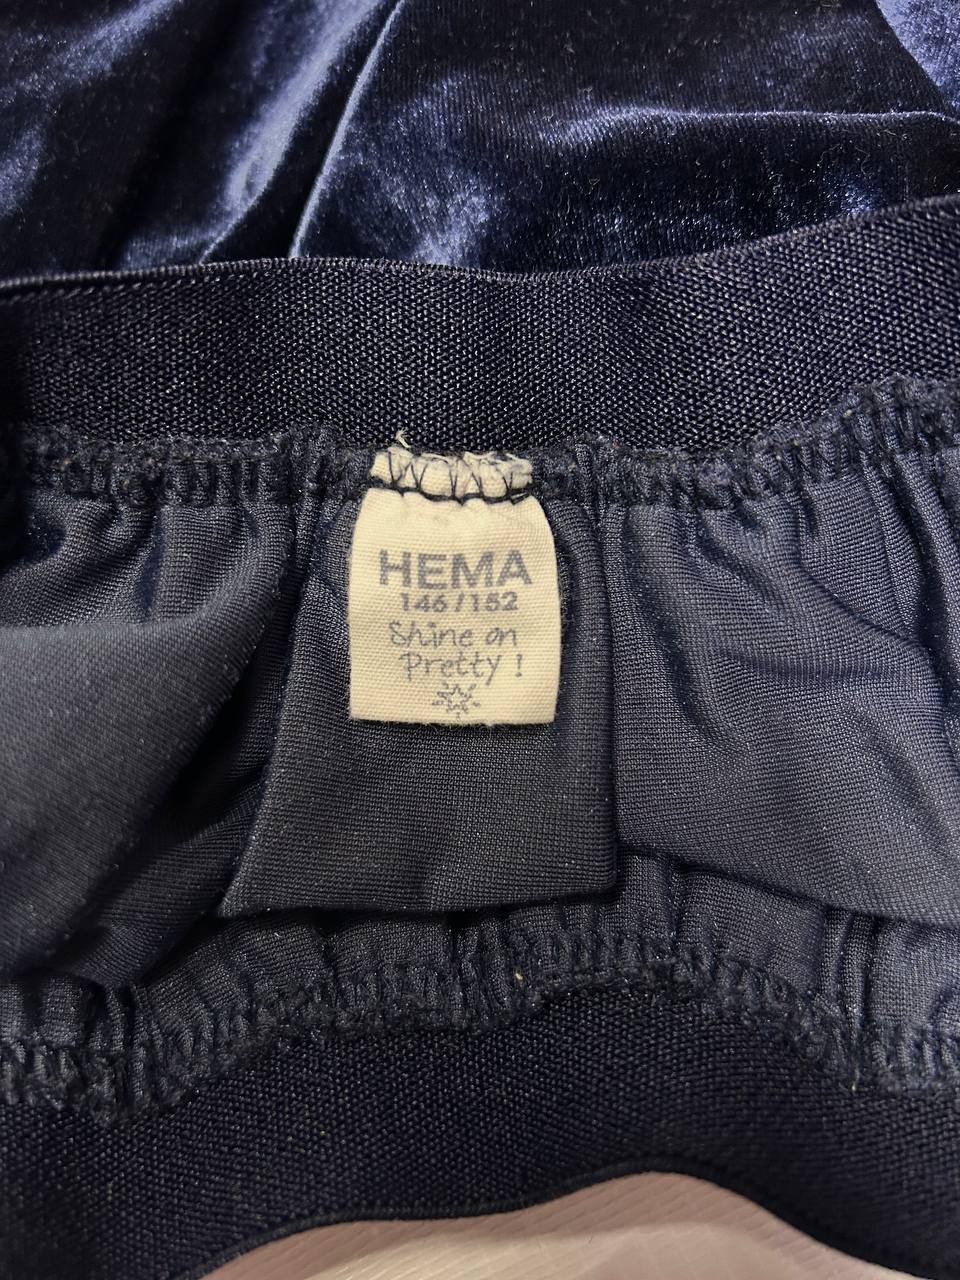 HEMA
146/152
Shine on
Pretty !